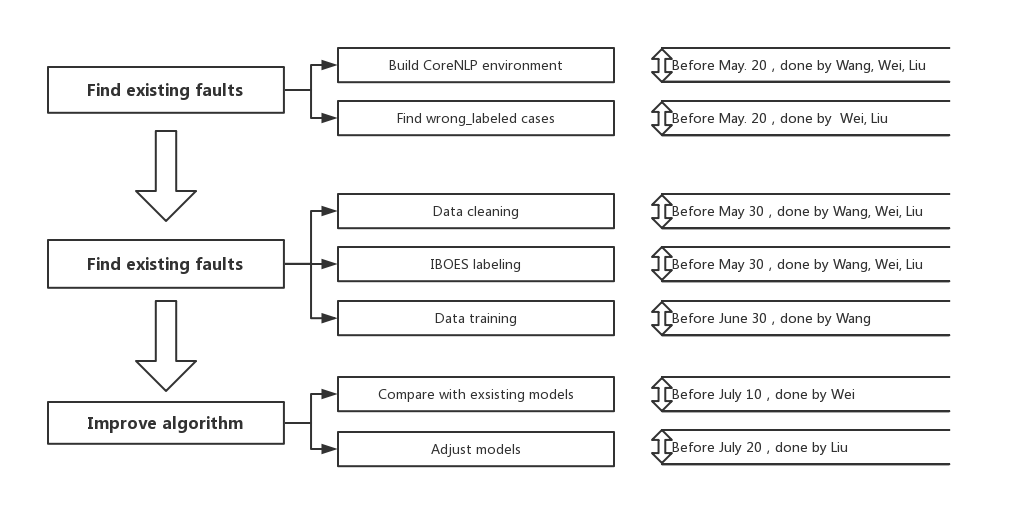 Find existing faults
Build CoreNLP environment
Before May. 20 , done by Wang, Wei, Liu
Find wrong_labeled cases
Before May. 20 , done by  Wei, Liu
Find existing faults
Data cleaning
Before May 30 , done by Wang, Wei, Liu
IBOES labeling
Before May 30 , done by Wang, Wei, Liu
Data training
Before June 30 , done by Wang
Improve algorithm
Compare with exsisting models
Before July 10 , done by Wei
Adjust models
Before July 20 , done by Liu